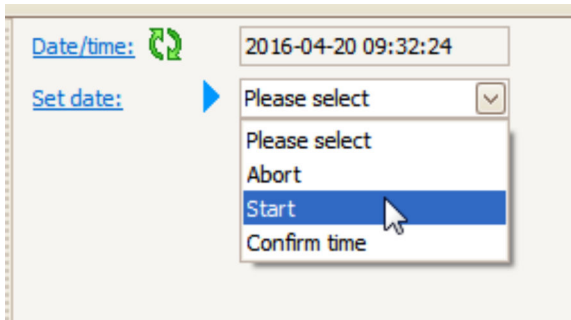 Date/time: 2016-04-20 09:32:24
Set date: Please select
Please select
Abort
Start
Confirm time